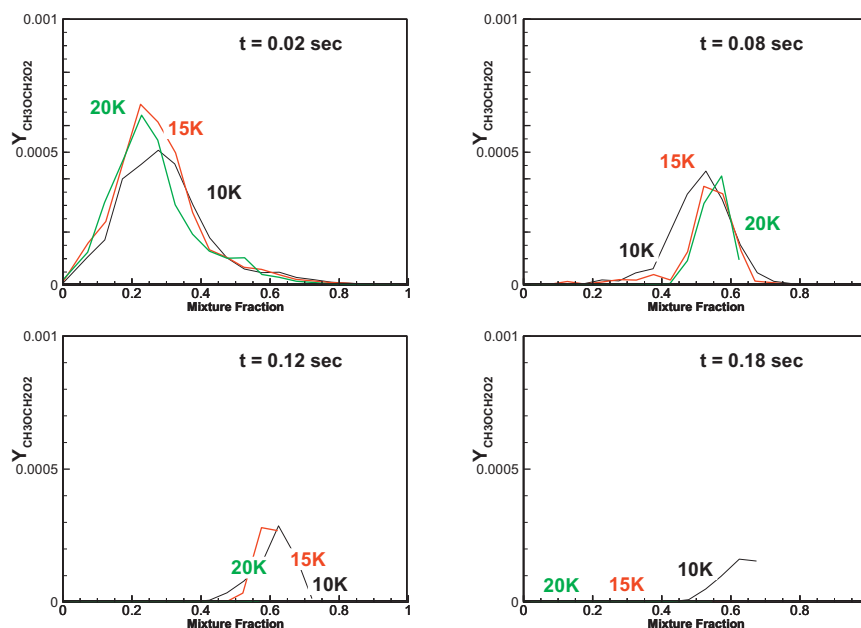 0.001
t = 0.02 sec
20K
15K
0.0005
10K
Y CH3OCH2O2
0
0 0.2 0.4 0.6 0.8 1
Mixture Fraction
0.001
t = 0.08 sec
15K
0.0005
20K
10K
Y CH3OCH2O2
0
0 0.2 0.4 0.6 0.8
Mixture Fraction
0.001
t = 0.12 sec
Y CH3OCH2O2
0.0005
20K
15K
10K
0
0 0.2 0.4 0.6 0.8 1
Mixture Fraction
0.001
t = 0.18 sec
Y CH3OCH2O2
0.0005
10K
20K
15K
0
0 0.2 0.4 0.6 0.8
Mixture Fraction